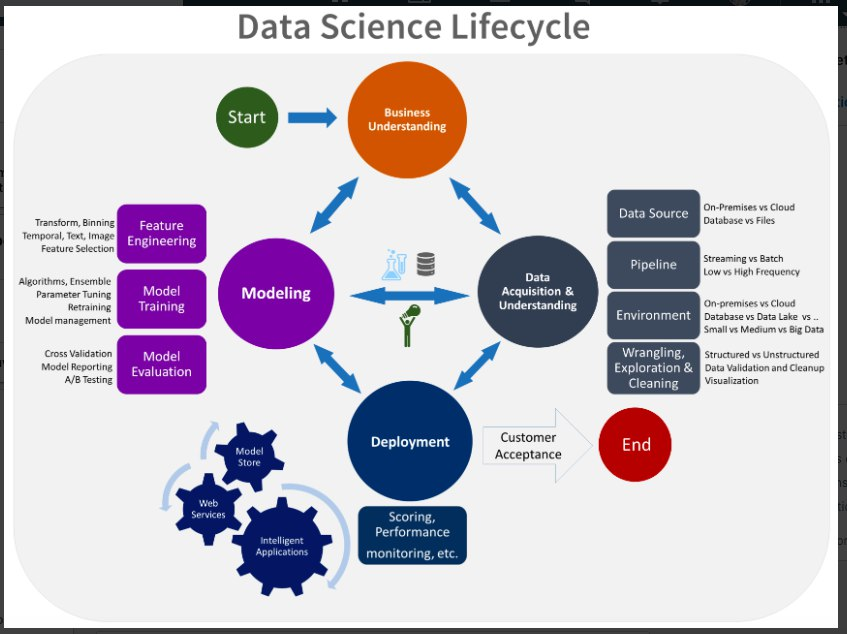 Data Science Lifecycle
Start
Business
Understanding
Transform, Binning
Temporal, Text, Image
Feature Selection
Feature
Engineering
Algorithms, Ensemble
Parameter Tuning
Retraining
Model management
Model
Training
Cross Validation
Model Reporting
A/B Testing
Model
Evaluation
Modeling
Data
Acquisition &
Understanding
Data Source
On-Premises vs Cloud
Database vs Files
Pipeline
Streaming vs Batch
Low vs High Frequency
Environment
On-premises vs Cloud
Database vs Data Lake vs ..
Small vs Medium vs Big Data
Wrangling,
Exploration &
Cleaning
Structured vs Unstructured
Data Validation and Cleanup
Visualization
Deployment
Customer
Acceptance
End
Scoring,
Performance
monitoring, etc.
Model
Store
Web
Services
Intelligent
Applications